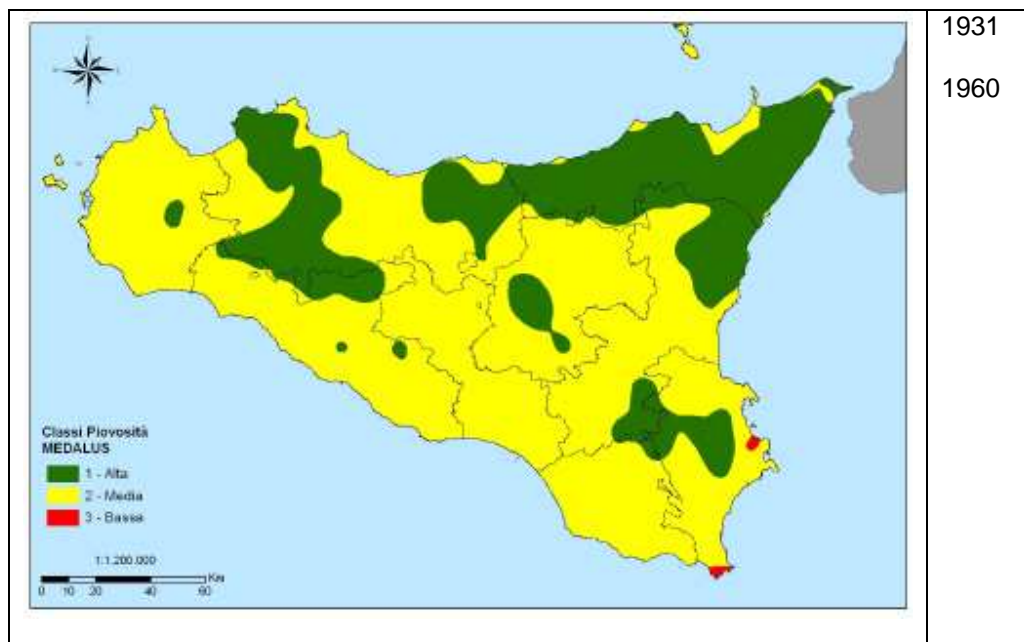 1931
1960
Classi Piovosità
MEDALUS
1 - Alta
2 - Media
3 - Bassa
1:1.200.000
Km
0 10 20 40 60